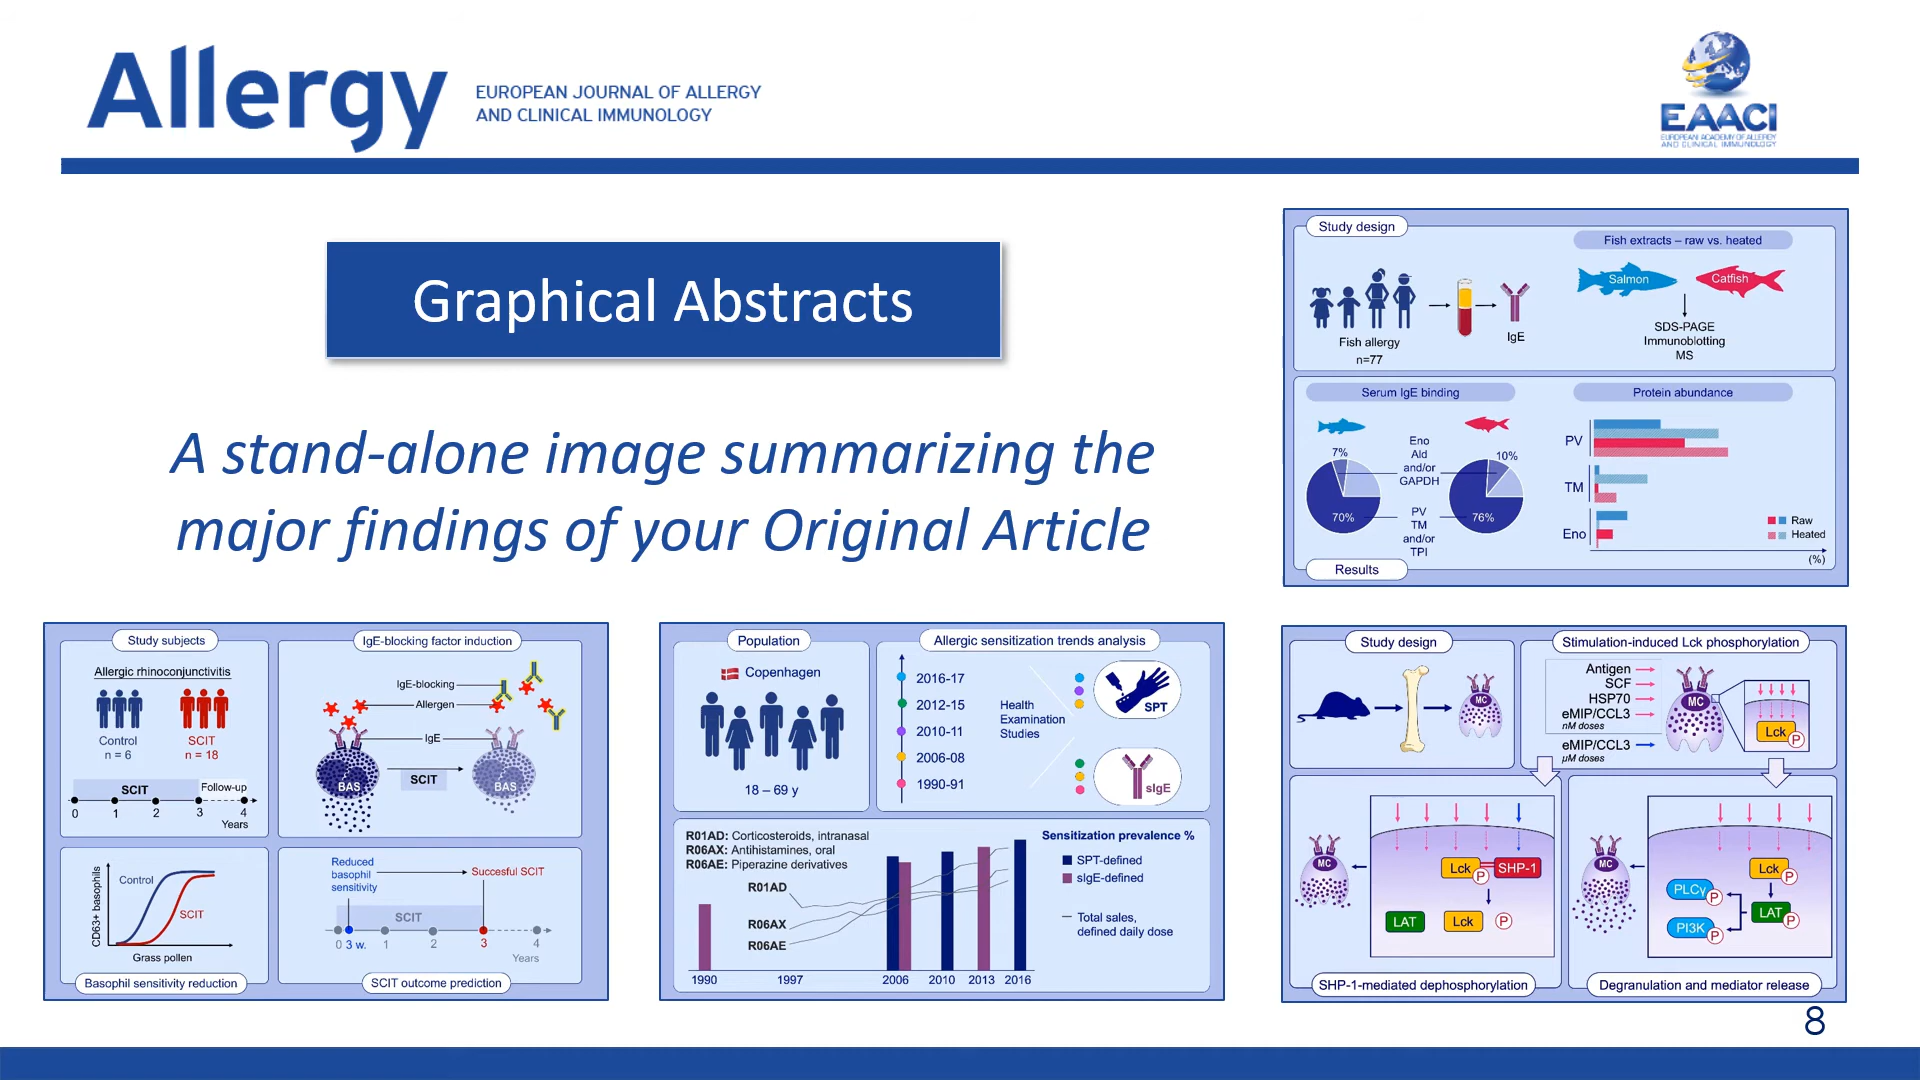 Allergy
EUROPEAN JOURNAL OF ALLERGY
AND CLINICAL IMMUNOLOGY
EAACI
EUROPEAN ACADEMY OF ALLERGY
AND CLINICAL IMMUNOLOGY
Graphical Abstracts
A stand-alone image summarizing the
major findings of your Original Article
Study design
Fish extracts – raw vs. heated
Salmon
Catfish
Fish allergy
n=77
IgE
SDS-PAGE
Immunoblotting
MS
Serum IgE binding
Protein abundance
7%
70%
Eno
Ald
and/or
GAPDH
PV
TM
and/or
TPI
10%
76%
PV
TM
Eno
Raw
Heated
(%)
Results
Study subjects
Allergic rhinoconjunctivitis
Control
n = 6
SCIT
n = 18
SCIT
Follow-up
0 1 2 3 4
Years
IgE-blocking factor induction
IgE-blocking
Allergen
IgE
BAS
SCIT
BAS
CD63+ basophils
Control
SCIT
Grass pollen
Basophil sensitivity reduction
Reduced
basophil
sensitivity
Succesful SCIT
SCIT
0 3 w. 1 2 3 4
Years
SCIT outcome prediction
Population
Copenhagen
18 – 69 y
Allergic sensitization trends analysis
2016-17
2012-15
2010-11
2006-08
1990-91
Health
Examination
Studies
SPT
sIgE
R01AD: Corticosteroids, intranasal
R06AX: Antihistamines, oral
R06AE: Piperazine derivatives
R01AD
R06AX
R06AE
1990 1997 2006 2010 2013 2016
Sensitization prevalence %
SPT-defined
sIgE-defined
Total sales,
defined daily dose
Study design
MC
Stimulation-induced Lck phosphorylation
Antigen
SCF
HSP70
eMIP/CCL3
nM doses
eMIP/CCL3
µM doses
MC
Lck
P
MC
Lck
P
SHP-1
LAT
Lck
P
SHP-1-mediated dephosphorylation
MC
Lck
P
PLCγ
P
LAT
P
PI3K
P
Degranulation and mediator release
8